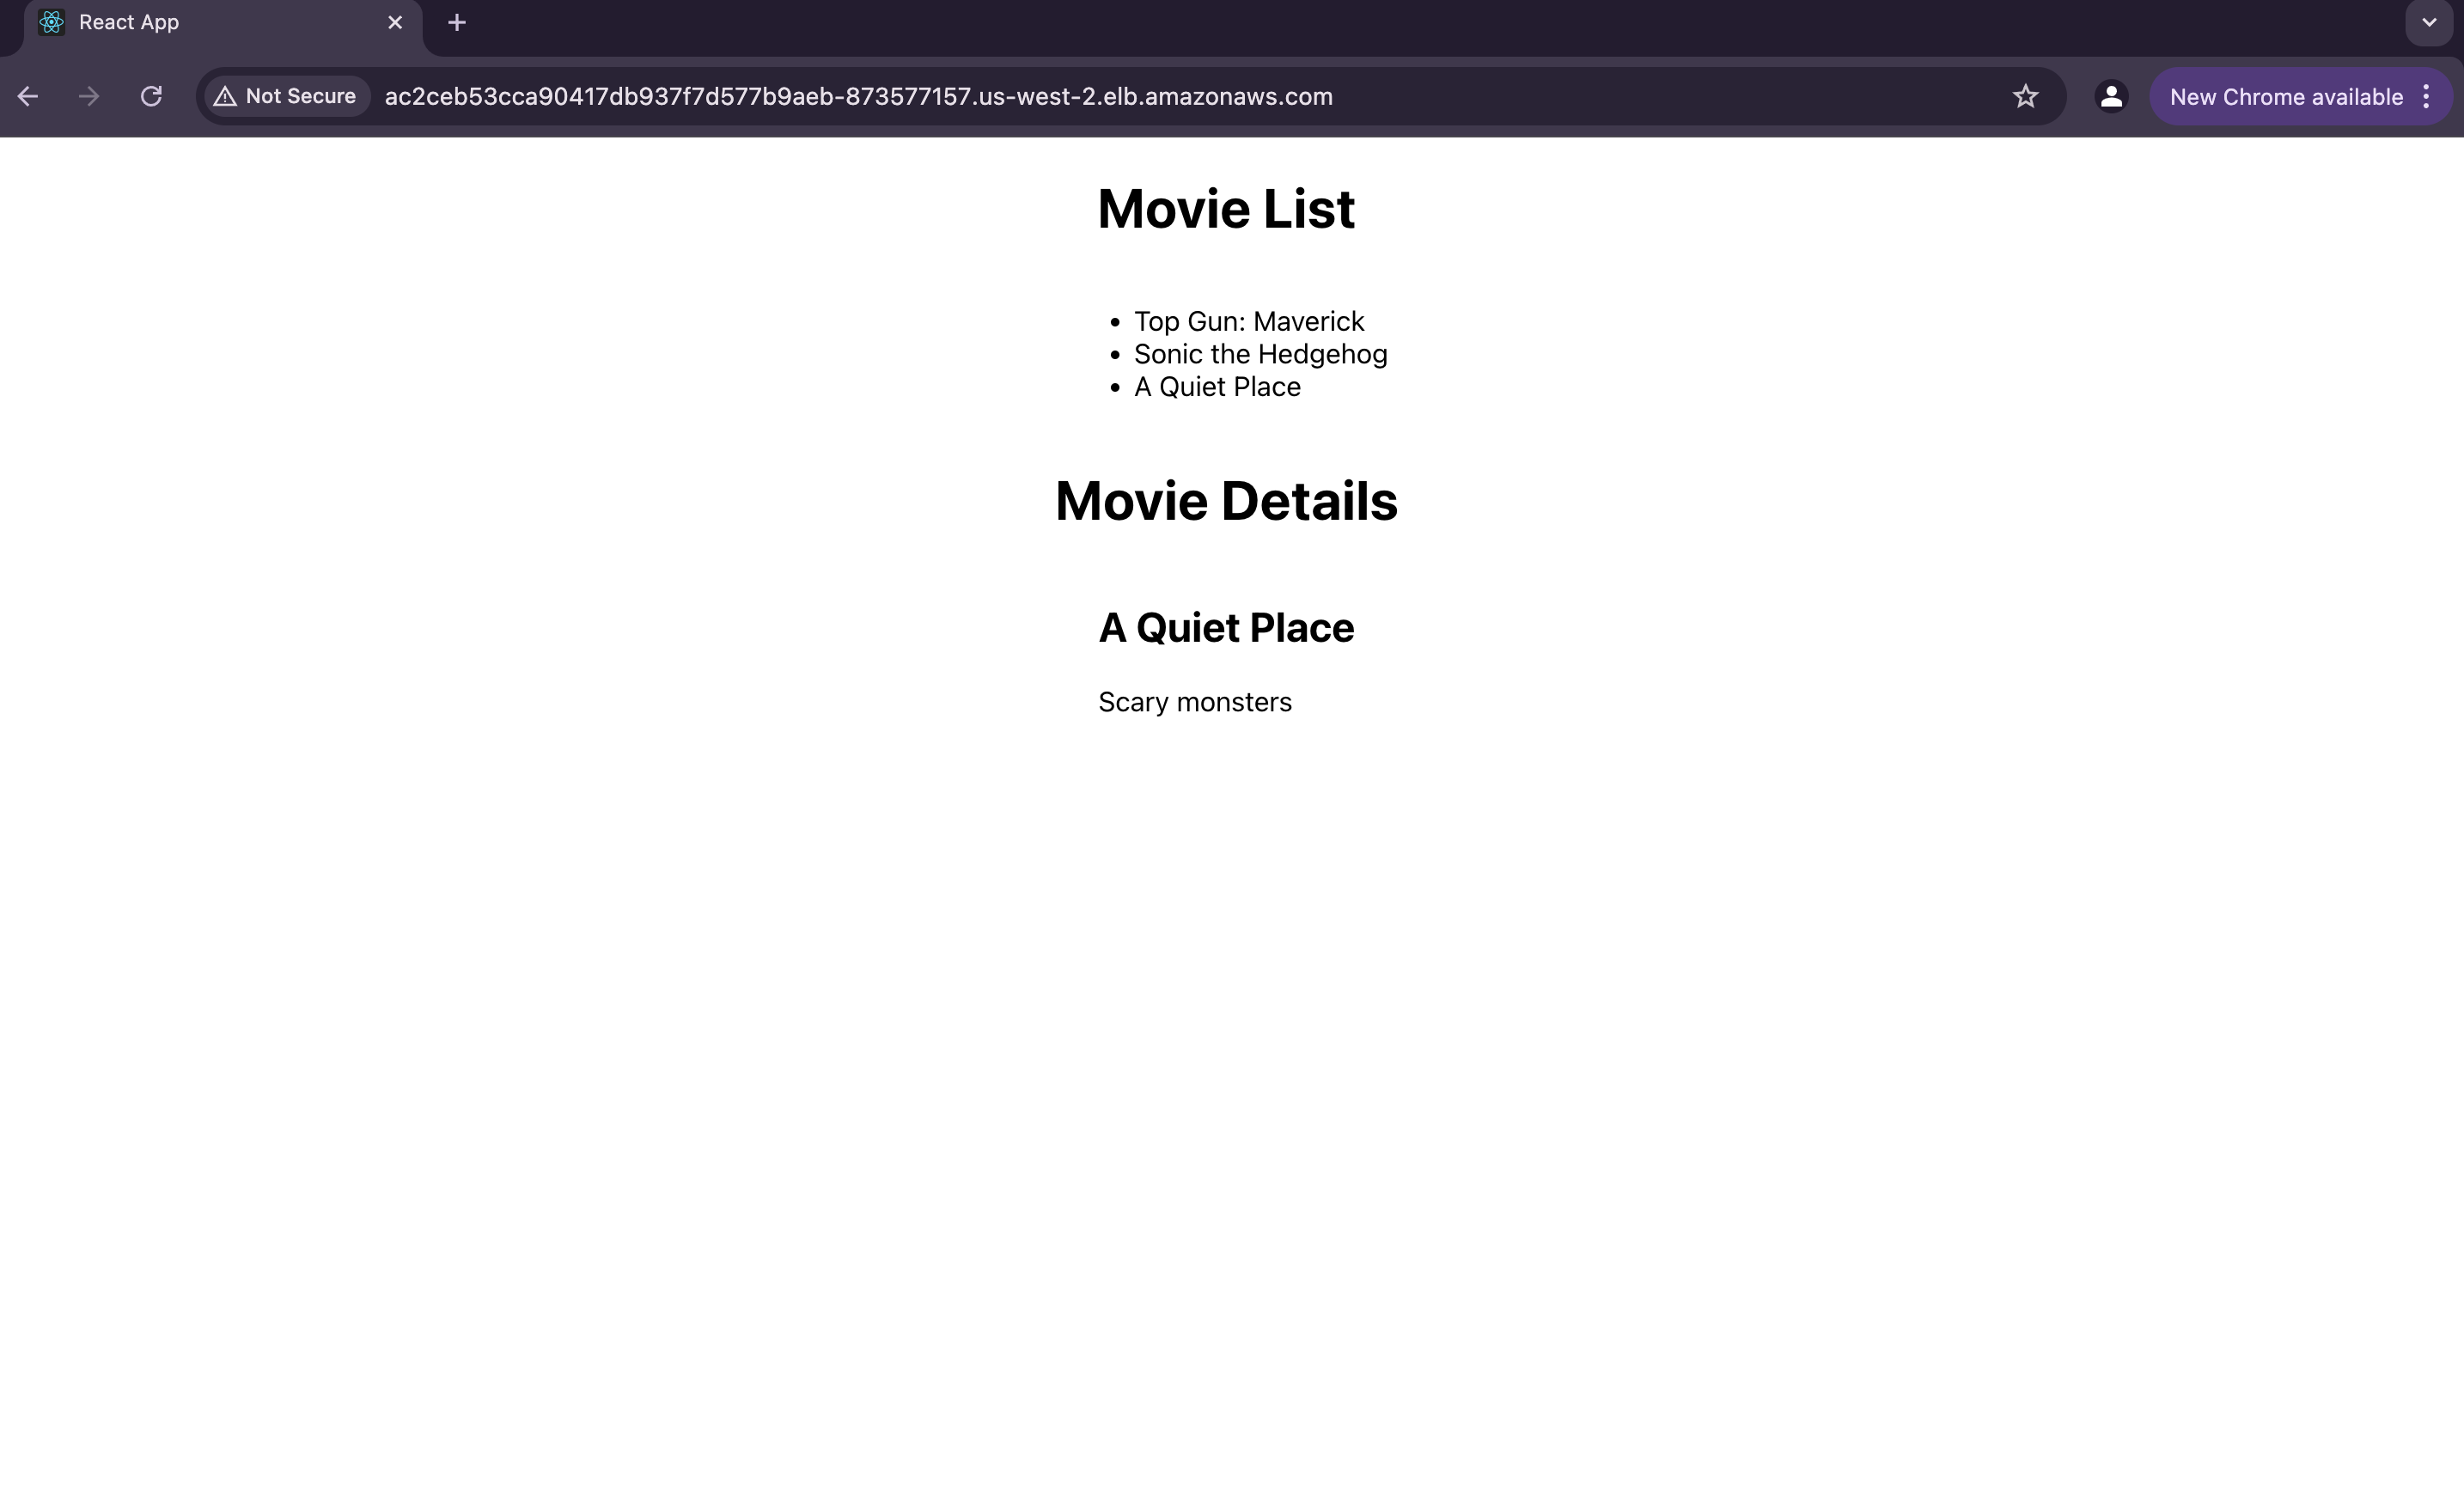 React App
Not Secure
ac2ceb53cca90417db937f7d577b9aeb-873577157.us-west-2.elb.amazonaws.com
New Chrome available
Movie List
• Top Gun: Maverick
• Sonic the Hedgehog
• A Quiet Place
Movie Details
A Quiet Place
Scary monsters